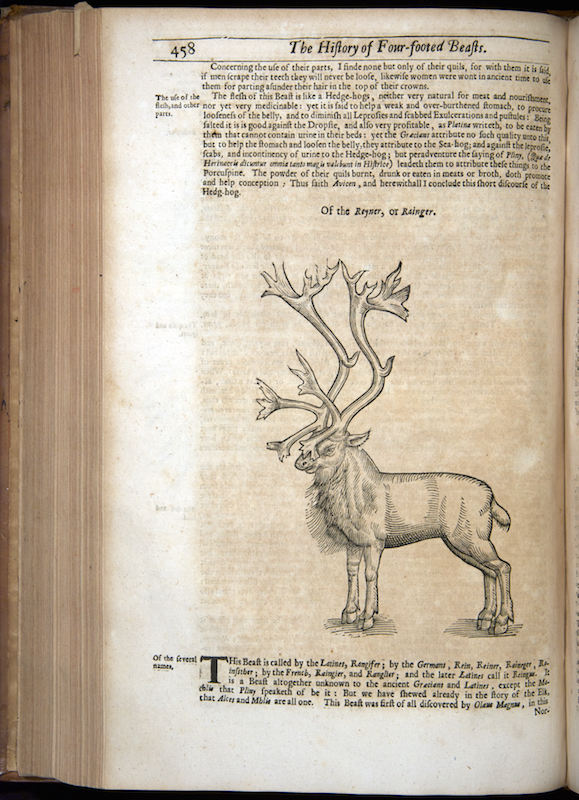 458
The Hiſtory of Four-footed Beaſts.
Concerning the uſe of their parts, I finde none but only of their quils, for with them it is ſaid,
if men ſcrape their teeth they will never be looſe, likewiſe women were wont in ancient time to uſe
them for parting aſunder their hair in the top of their crowns.
The uſe of the
fleſh, and other
parts.
The fleſh of this Beaſt is like a Hedge-hogs, neither very natural for meat and nouriſhment,
nor yet very medicinable: yet it is ſaid to help a weak and over-burthened ſtomach, to procure
looſeneſs of the belly, and to diminiſh all Leproſies and ſcabbed Exulcerations and puſtules: Being
ſalted it is good againſt the Dropſie, and alſo very profitable, as Platina writeth, to be eaten by
them that cannot contain urine in their beds: yet the Græcians attribute no ſuch quality unto this,
but to help the ſtomach and looſen the belly, they attribute to the Sea-hog; and againſt the leproſie,
ſcabs, and incontinency of urine to the Hedge-hog; but peradventure the ſaying of Pliny, (Quæ de
Herinaceis dicuntur omnia tanto magis valebunt in Hiſtrice) leadeth them to attribute theſe things to the
Porcuſpine. The powder of their quils burnt, drunk or eaten in meats or broth, doth promote
and help conception; Thus ſaith Avicen, and herewithall I conclude this ſhort diſcourſe of the
Hedg-hog.
Of the Reyner, or Rainger.
Of the ſeveral
names.
THis Beaſt is called by the Latines, Rangifer; by the Germans, Rein, Reiner, Raineger, Re-
inſsthier; by the French, Raingier, and Ranglier; and the later Latines call it Reingus. It
is a Beaſt altogether unknown to the ancient Græcians and Latines, except the Ma-
chlis that Pliny ſpeaketh of be it: But we have ſhewed already in the ſtory of the Elk,
that Alces and Mhlis are all one. This Beaſt was firſt of all diſcovered by Olaus Magnus, in this
Nor-